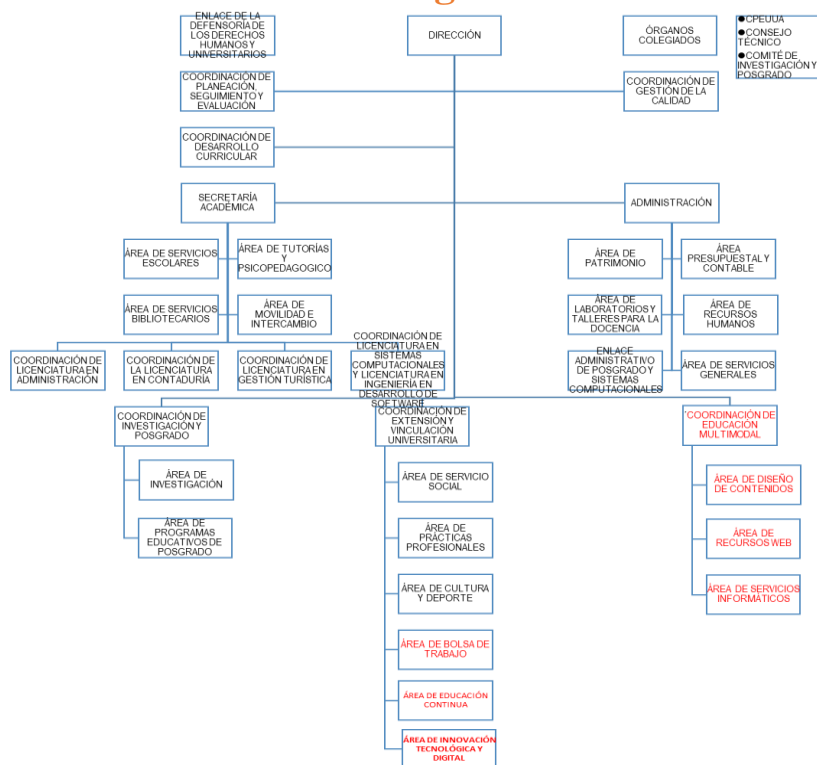 ENLACE DE LA
DEFENSORÍA DE
LOS DERECHOS
HUMANOS Y
UNIVERSITARIOS
DIRECCIÓN
ÓRGANOS
COLEGIADOS
●CPEUUA
●CONSEJO
TÉCNICO
●COMITÉ DE
INVESTIGACIÓN Y
POSGRADO
COORDINACIÓN DE
PLANEACIÓN,
SEGUIMIENTO Y
EVALUACIÓN
COORDINACIÓN DE
GESTIÓN DE LA
CALIDAD
COORDINACIÓN DE
DESARROLLO
CURRICULAR
SECRETARÍA
ACADÉMICA
ADMINISTRACIÓN
ÁREA DE SERVICIOS
ESCOLARES
ÁREA DE TUTORÍAS
Y
PSICOPEDAGOGICO
ÁREA DE
PATRIMONIO
ÁREA
PRESUPUESTAL Y
CONTABLE
ÁREA DE SERVICIOS
BIBLIOTECARIOS
ÁREA DE
MOVILIDAD E
INTERCAMBIO
ÁREA DE
LABORATORIOS Y
TALLERES PARA LA
DOCENCIA
ÁREA DE
RECURSOS
HUMANOS
COORDINACIÓN DE
LICENCIATURA EN
ADMINISTRACIÓN
COORDINACIÓN DE
LA LICENCIATURA
EN CONTADURÍA
COORDINACIÓN DE
LICENCIATURA EN
GESTIÓN TURÍSTICA
COORDINACIÓN DE
LICENCIATURA EN
SISTEMAS
COMPUTACIONALES
Y LICENCIATURA EN
INGENIERÍA EN
DESARROLLO DE
SOFTWARE
ENLACE
ADMINISTRATIVO
DE POSGRADO Y
SISTEMAS
COMPUTACIONALES
ÁREA DE SERVICIOS
GENERALES
COORDINACIÓN DE
INVESTIGACIÓN Y
POSGRADO
COORDINACIÓN DE
EXTENSION Y
VINCULACIÓN
UNIVERSITARIA
'COORDINACIÓN DE
EDUCACIÓN
MULTIMODAL
ÁREA DE
INVESTIGACIÓN
ÁREA DE
PROGRAMAS
EDUCATIVOS DE
POSGRADO
ÁREA DE SERVICIO
SOCIAL
ÁREA DE
PRÁCTICAS
PROFESIONALES
ÁREA DE CULTURA
Y DEPORTE
ÁREA DE BOLSA DE
TRABAJO
ÁREA DE EDUCACIÓN
CONTINUA
ÁREA DE INNOVACIÓN
TECNOLÓGICA Y
DIGITAL
ÁREA DE DISEÑO
DE CONTENIDOS
ÁREA DE
RECURSOS WEB
ÁREA DE SERVICIOS
INFORMÁTICOS